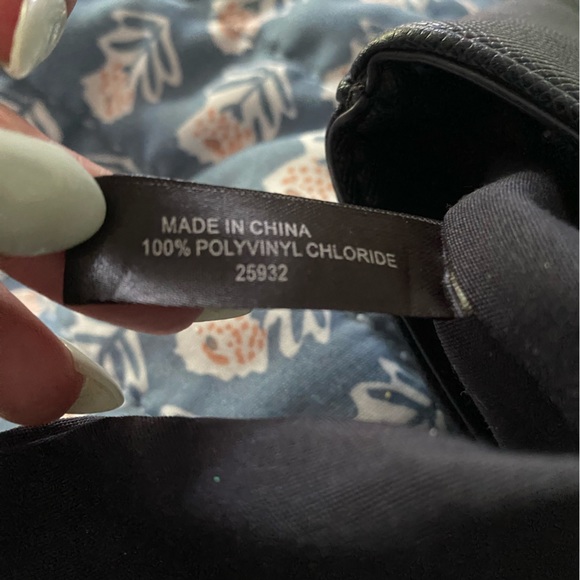 MADE IN CHINA
100% POLYVINYL CHLORIDE
25932